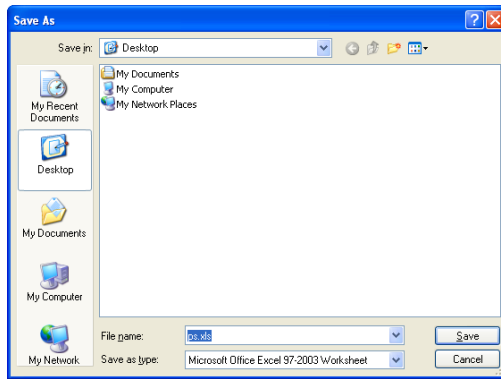 Save As
Save in:
Desktop
My Recent
Documents
Desktop
My Documents
My Computer
My Network
My Documents
My Computer
My Network Places
File name:
ps.xls
Save
Save as type:
Microsoft Office Excel 97-2003 Worksheet
Cancel